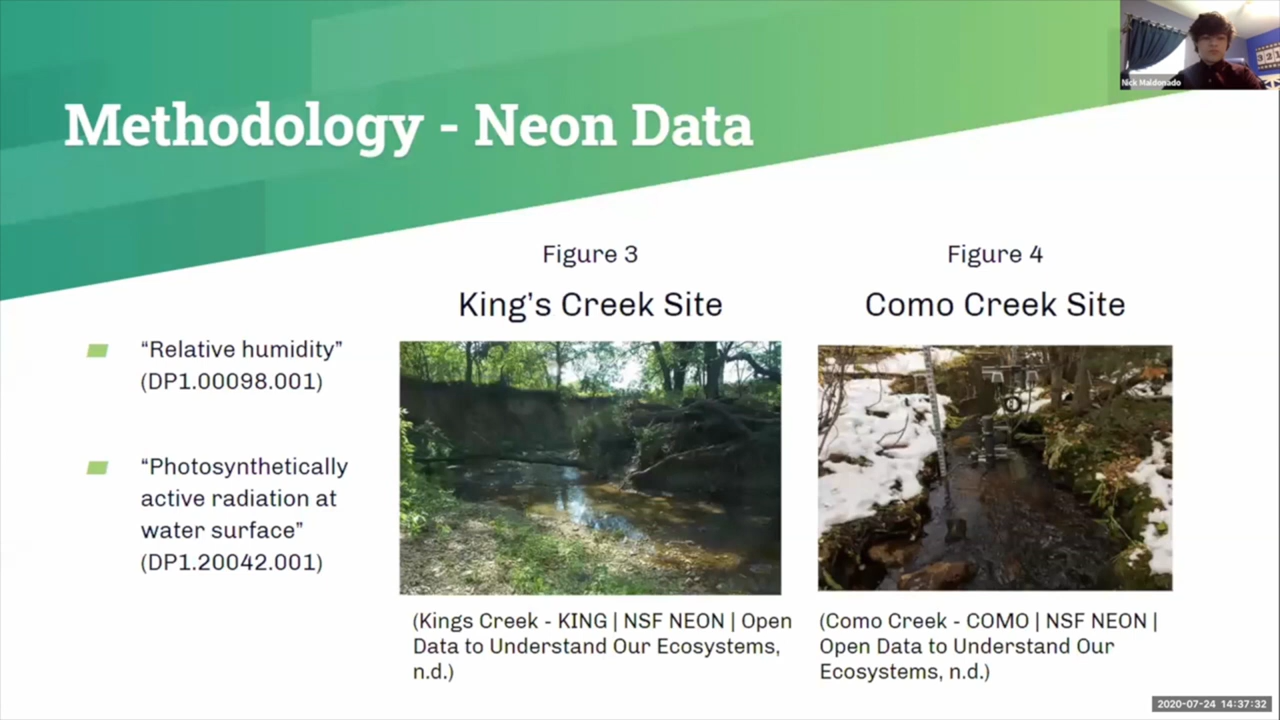 Nick Maldonado
Methodology - Neon Data
Figure 3
King's Creek Site
Figure 4
Como Creek Site
“Relative humidity”
(DP1.00098.001)
“Photosynthetically
active radiation at
water surface”
(DP1.20042.001)
(Kings Creek - KING | NSF NEON | Open
Data to Understand Our Ecosystems,
n.d.)
(Como Creek - COMO | NSF NEON |
Open Data to Understand Our
Ecosystems, n.d.)
2020-07-24 14:37:32